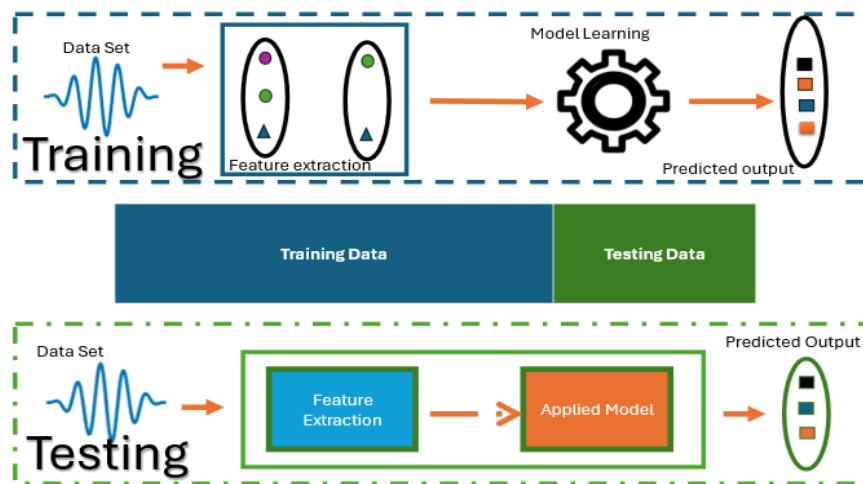 Data Set
Model Learning
Training
Feature extraction
Predicted output
Training Data
Testing Data
Data Set
Predicted Output
Feature
Extraction
Applied Model
Testing